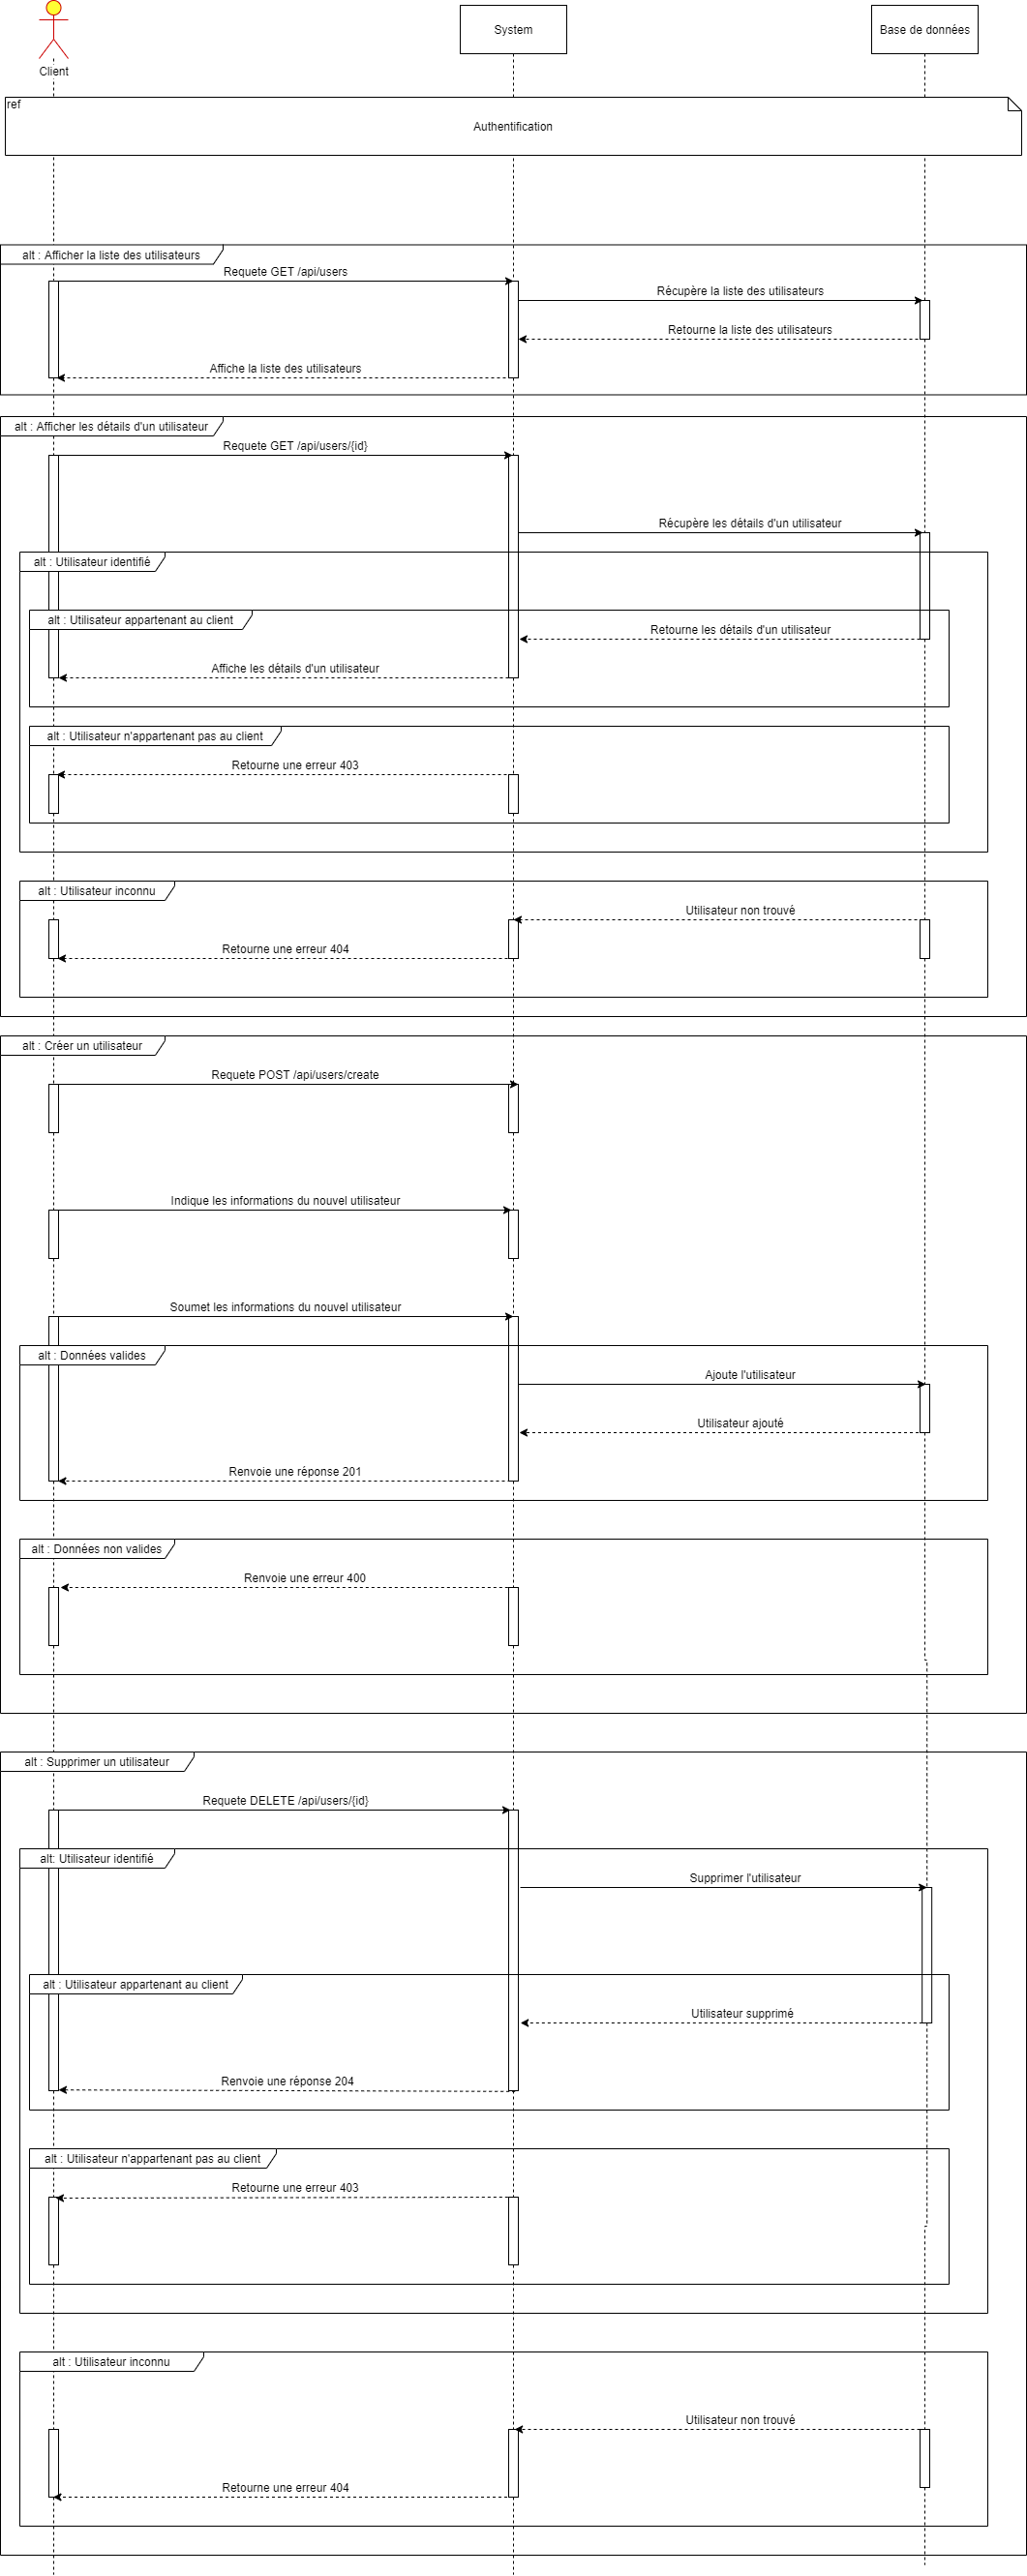 System
Base de données
Client
ref
Authentification
alt : Afficher la liste des utilisateurs
Requete GET /api/users
Récupère la liste des utilisateurs
Retourne la liste des utilisateurs
Affiche la liste des utilisateurs
alt : Afficher les détails d'un utilisateur
Requete GET /api/users/{id}
Récupère les détails d'un utilisateur
alt : Utilisateur identifié
alt : Utilisateur appartenant au client
Retourne les détails d'un utilisateur
Affiche les détails d'un utilisateur
alt : Utilisateur n'appartenant pas au client
Retourne une erreur 403
alt : Utilisateur inconnu
Utilisateur non trouvé
Retourne une erreur 404
alt : Créer un utilisateur
Requete POST /api/users/create
Indique les informations du nouvel utilisateur
Soumet les informations du nouvel utilisateur
alt : Données valides
Ajoute l'utilisateur
Utilisateur ajouté
Renvoie une réponse 201
alt : Données non valides
Renvoie une erreur 400
alt : Supprimer un utilisateur
Requete DELETE /api/users/{id}
alt: Utilisateur identifié
Supprimer l'utilisateur
alt : Utilisateur appartenant au client
Utilisateur supprimé
Renvoie une réponse 204
alt : Utilisateur n'appartenant pas au client
Retourne une erreur 403
alt : Utilisateur inconnu
Utilisateur non trouvé
Retourne une erreur 404